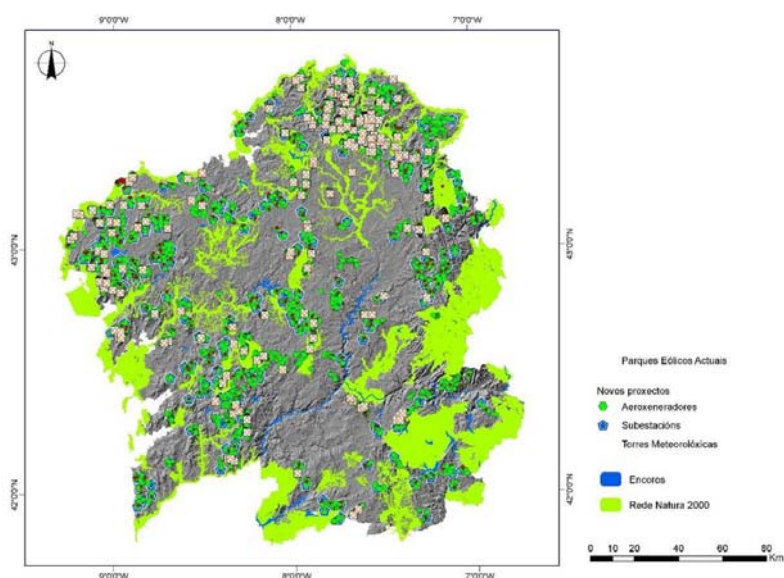 9°0'0"W 8°0'0"W 7°0'0"W
N
43°0'0"N 43°0'0"N
Parques Eólicos Actuais
Novos proxectos
Aeroxeneradores
Subestacións
Torres Meteorolóxicas
42°0'0"N 42°0'0"N
Encoros
Rede Natura 2000
0 10 20 40 60 80
Km
9°0'0"W 8°0'0"W 7°0'0"W